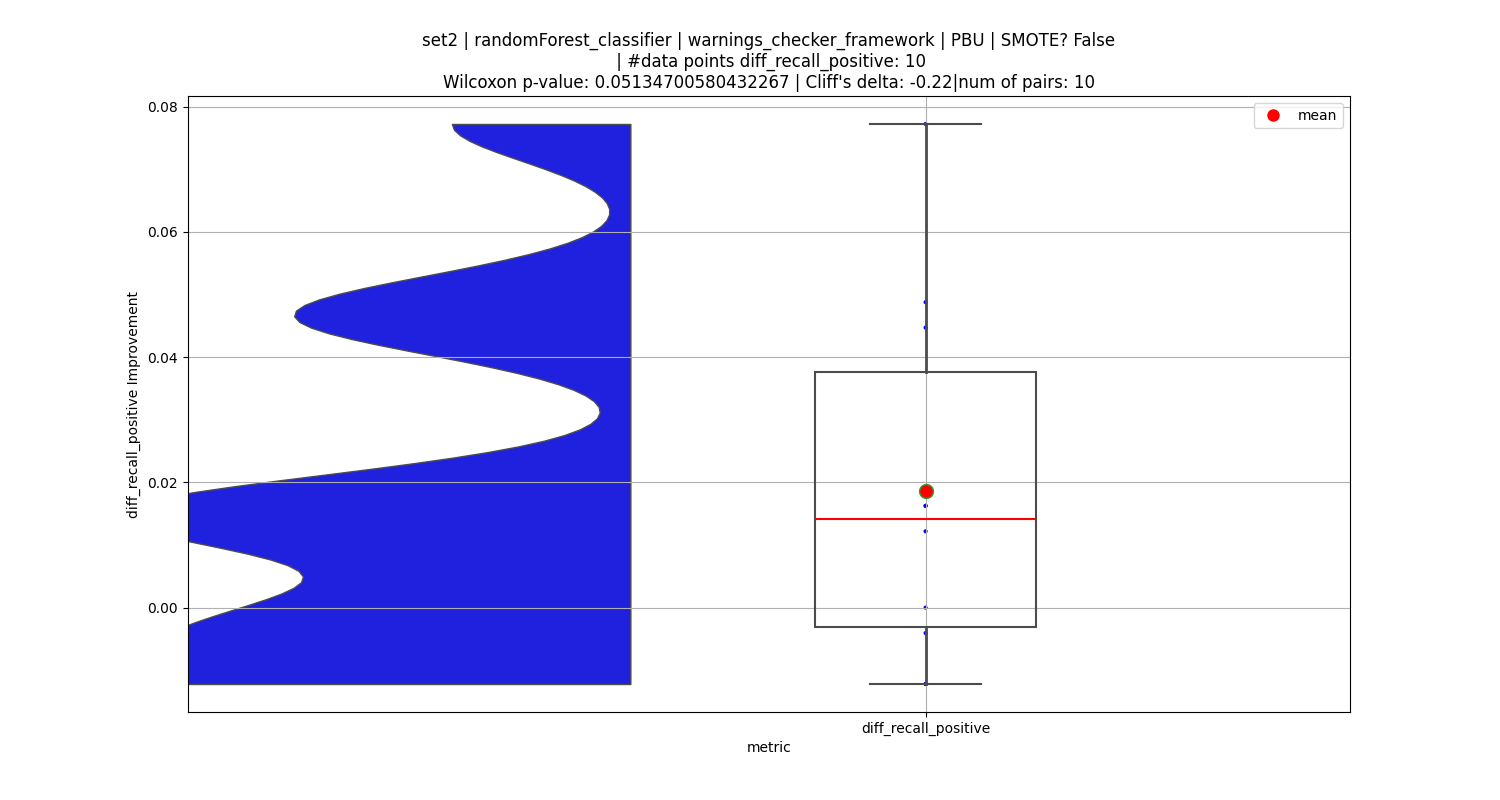 set2 | randomForest_classifier | warnings_checker_framework | PBU | SMOTE? False
| #data points diff_recall_positive: 10
Wilcoxon p-value: 0.05134700580432267 | Cliff's delta: -0.22|num of pairs: 10
mean
0.08
0.06
0.04
0.02
0.00
diff_recall_positive Improvement
diff_recall_positive
metric